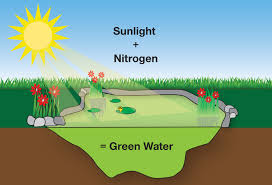 Sunlight
+
Nitrogen
= Green Water